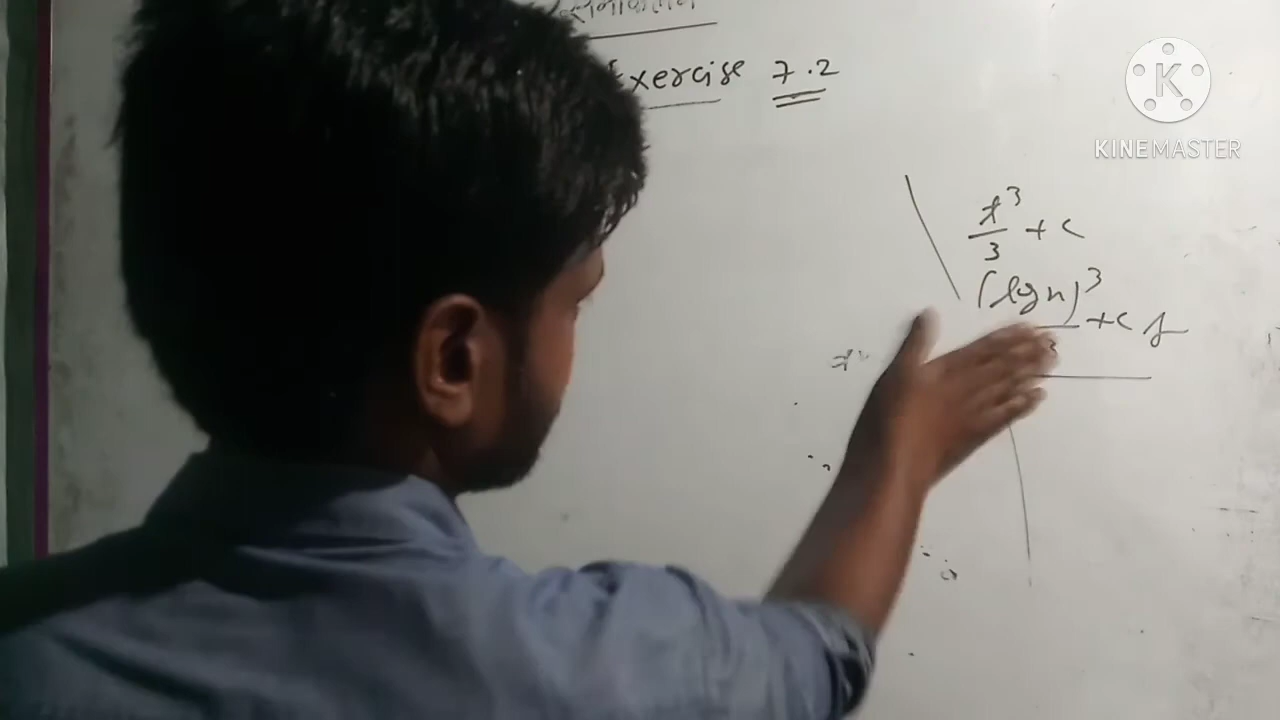 Exercise 7.2
K
KINEMASTER
t³/3 + c
(log x)³/3 + c